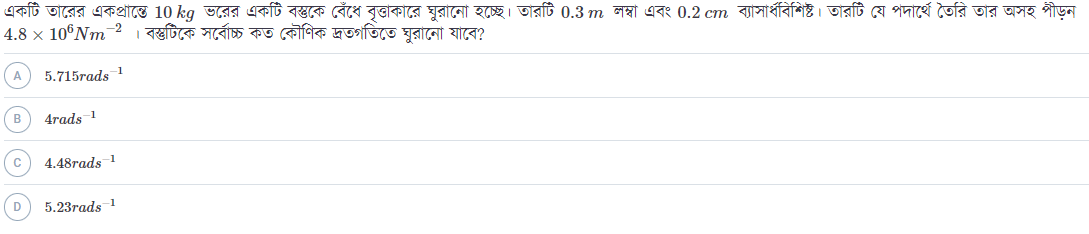 একটি তারের একপ্রান্তে 10 kg ভরের একটি বস্তুকে বেঁধে বৃত্তাকারে ঘুরানো হচ্ছে। তারটি 0.3 m লম্বা এবং 0.2 cm ব্যাসার্ধবিশিষ্ট। তারটি যে পদার্থে তৈরি তার অসহ পীড়ন
4.8 × 10⁶Nm⁻² । বস্তুটিকে সর্বোচ্চ কত কৌণিক দ্রতগতিতে ঘুরানো যাবে?
A 5.715rads⁻¹
B 4rads⁻¹
C 4.48rads⁻¹
D 5.23rads⁻¹